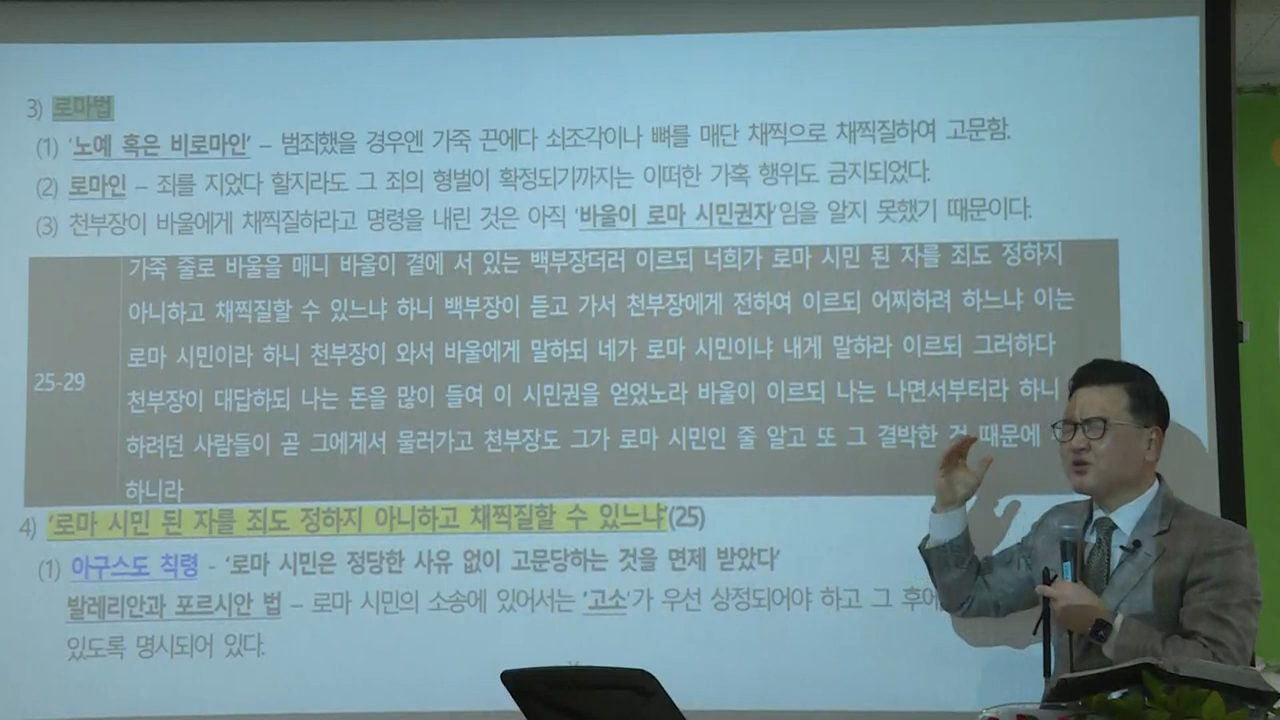 3) 로마법
(1) '노예 혹은 비로마인' – 범죄했을 경우엔 가죽 끈에다 쇠조각이나 뼈를 매단 채찍으로 채찍질하여 고문함.
(2) 로마인 – 죄를 지었다 할지라도 그 죄의 형벌이 확정되기까지는 이떠한 가혹 행위도 금지되었다.
(3) 천부장이 바울에게 채찍질하라고 명령을 내린 것은 아직 '바울이 로마 시민권자'임을 알지 못했기 때문이다.
가죽 줄로 바울을 매니 바울이 곁에 서 있는 백부장더러 이르되 너희가 로마 시민 된 자를 죄도 정하지
아니하고 채찍질할 수 있느냐 하니 백부장이 듣고 가서 천부장에게 전하여 이르되 어찌하려 하느냐 이는
로마 시민이라 하니 천부장이 와서 바울에게 말하되 네가 로마 시민이냐 내게 말하라 이르되 그러하다
25-29
천부장이 대답하되 나는 돈을 많이 들여 이 시민권을 얻었노라 바울이 이르되 나는 나면서부터라 하니
하려던 사람들이 곧 그에게서 물러가고 천부장도 그가 로마 시민인 줄 알고 또 그 결박한 것 때문에
하니라
4) '로마 시민 된 자를 죄도 정하지 아니하고 채찍질할 수 있느냐'(25)
(1) 아구스도 칙령 - '로마 시민은 정당한 사유 없이 고문당하는 것을 면제 받았다'
발레리안과 포르시안 법 – 로마 시민의 소송에 있어서는 '고소'가 우선 상정되어야 하고 그 후에
있도록 명시되어 있다.